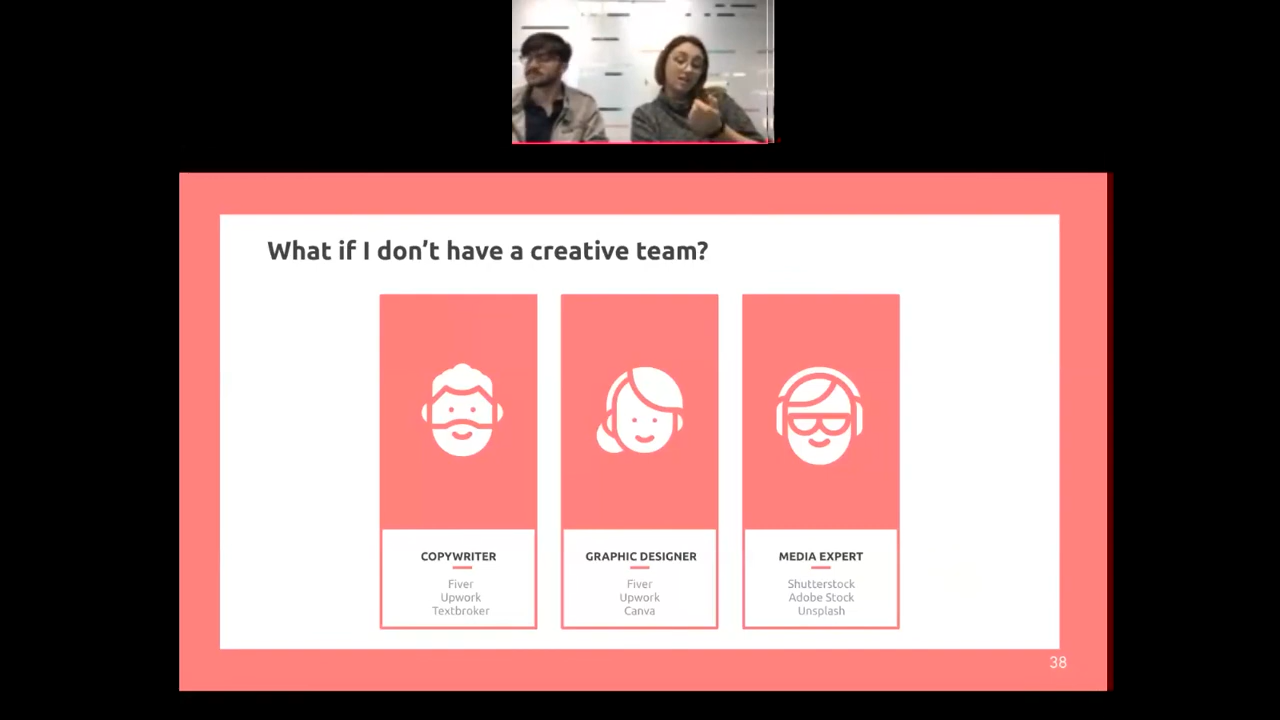 What if I don't have a creative team?
COPYWRITER
Fiver
Upwork
Textbroker
GRAPHIC DESIGNER
Fiver
Upwork
Canva
MEDIA EXPERT
Shutterstock
Adobe Stock
Unsplash
38